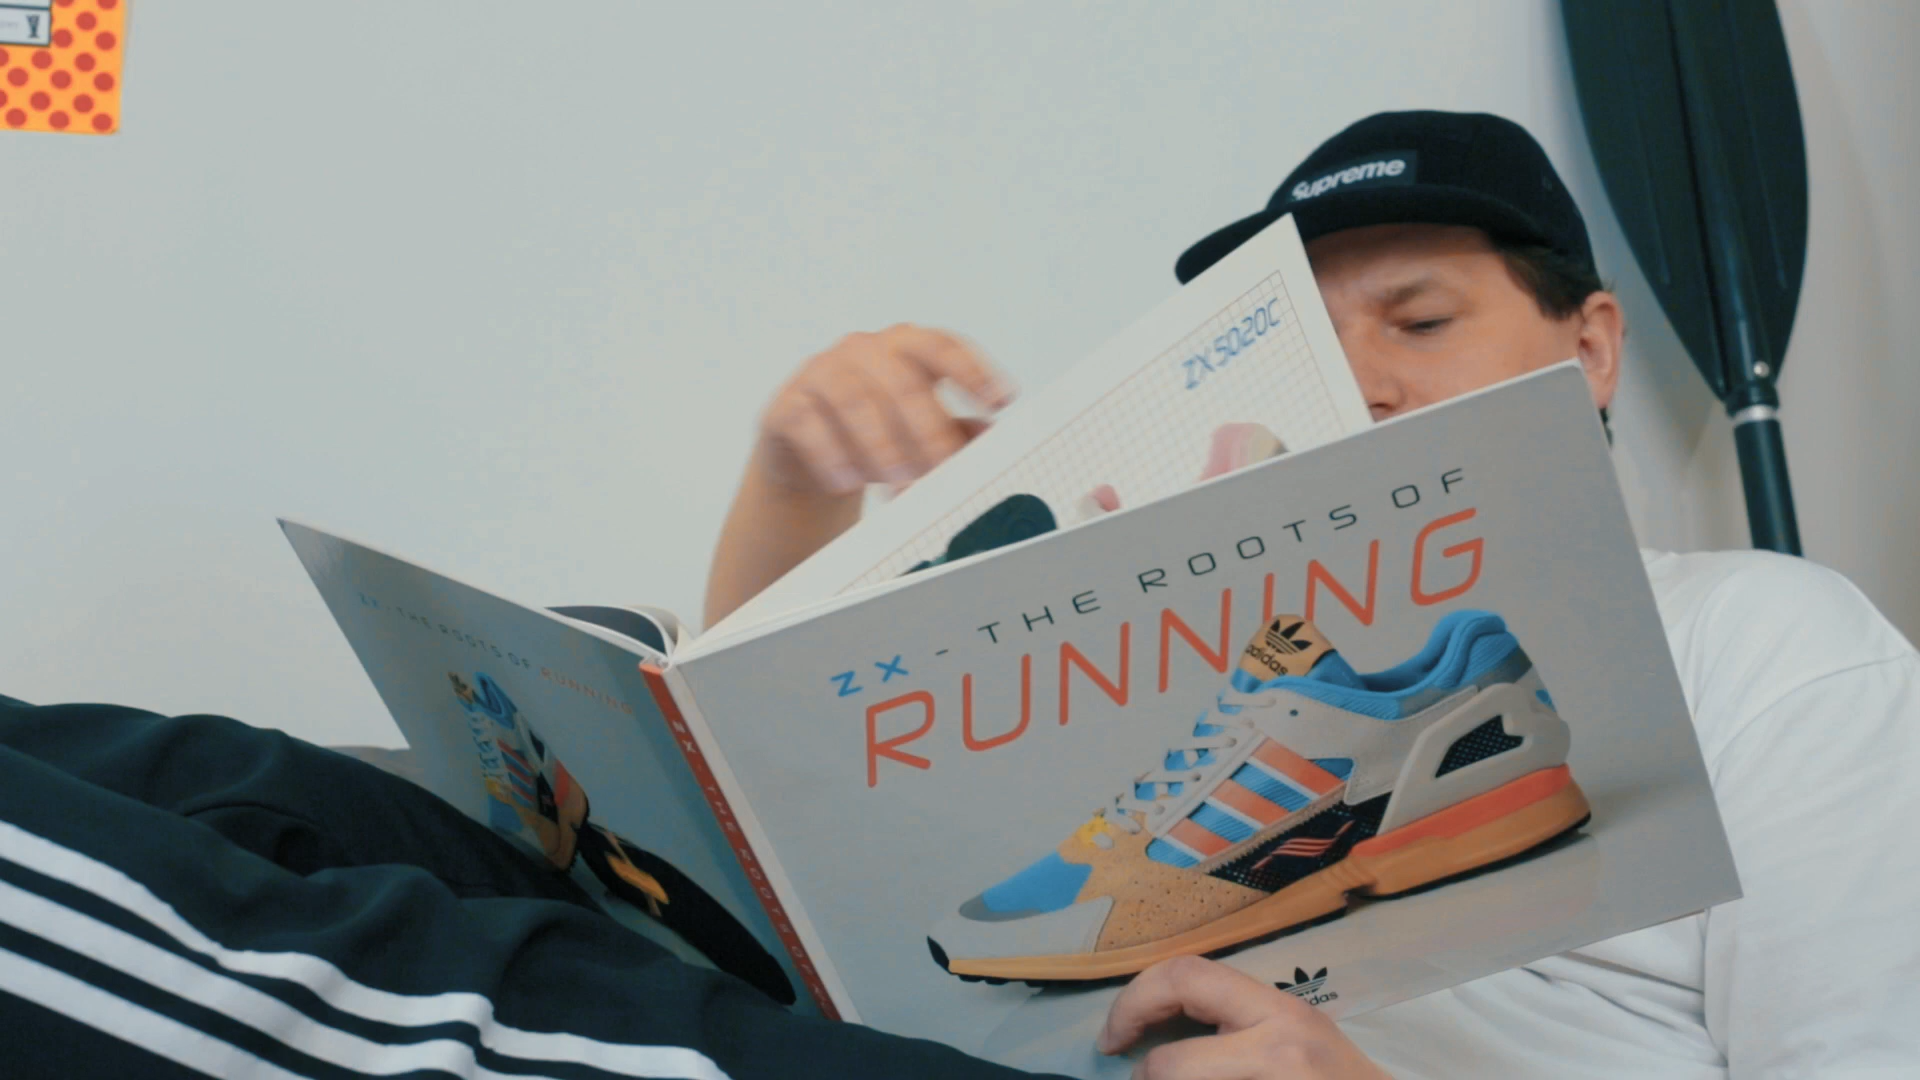 Supreme
ZX 5020C
ZX - THE ROOTS OF
RUNNING
adidas
adidas
ZX - THE ROOTS OF RUNNING
ZX - THE ROOTS OF